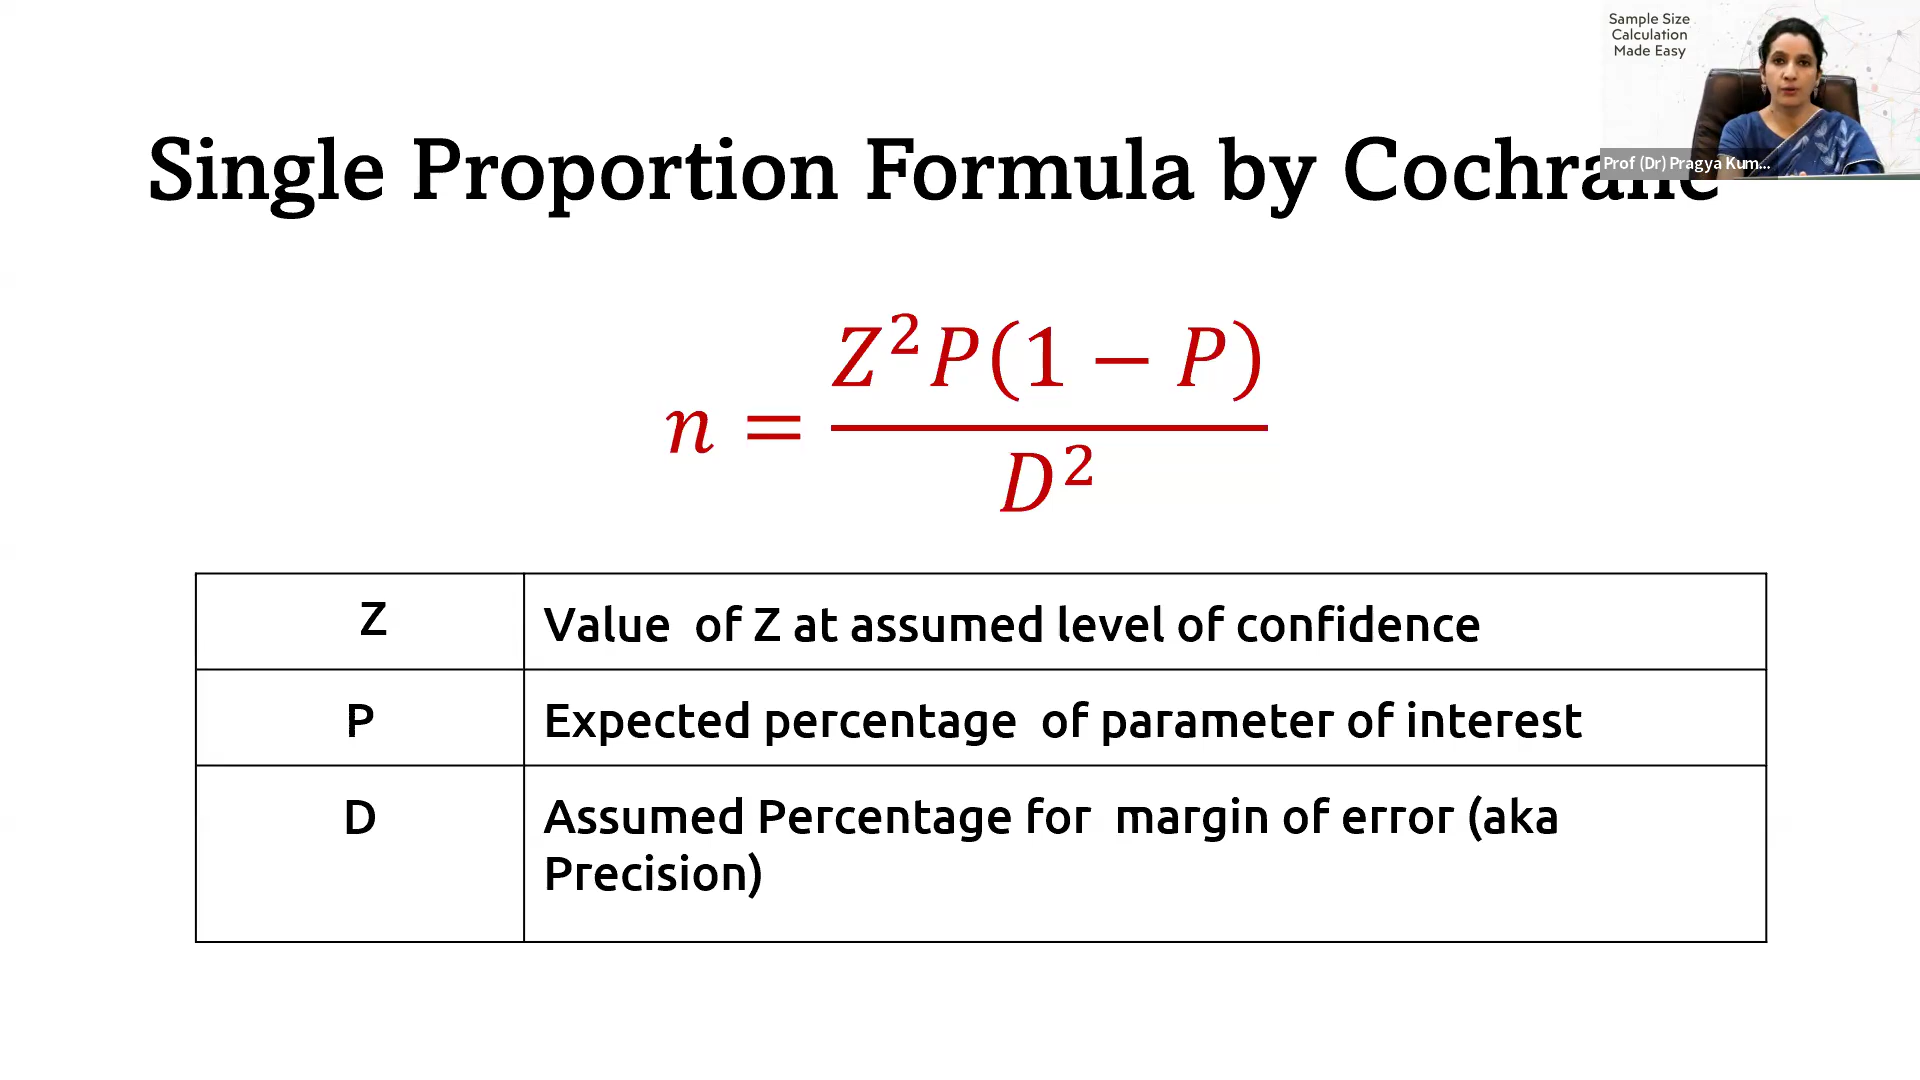 Sample Size
Calculation
Made Easy
Prof (Dr) Pragya Kum...
Single Proportion Formula by Cochrane
n = Z²P(1 − P) / D²
Z Value of Z at assumed level of confidence
P Expected percentage of parameter of interest
D Assumed Percentage for margin of error (aka
Precision)